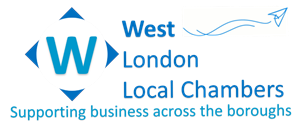 W
West
London
Local Chambers
Supporting business across the boroughs